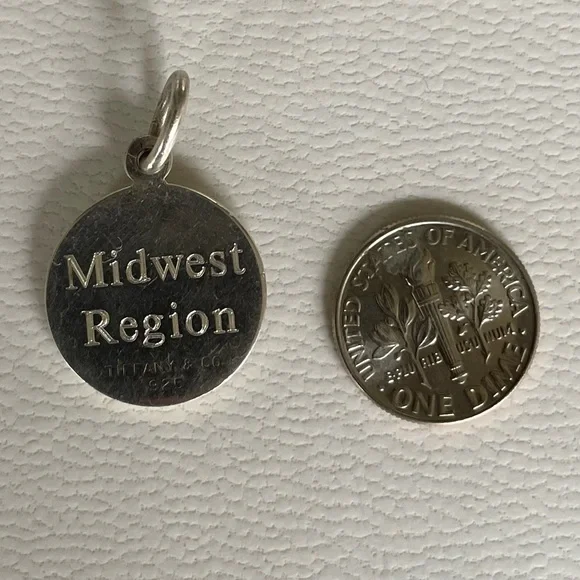 Midwest
Region
TIFFANY & CO.
925
UNITED STATES OF AMERICA
E PLURIBUS UNUM
· ONE DIME ·